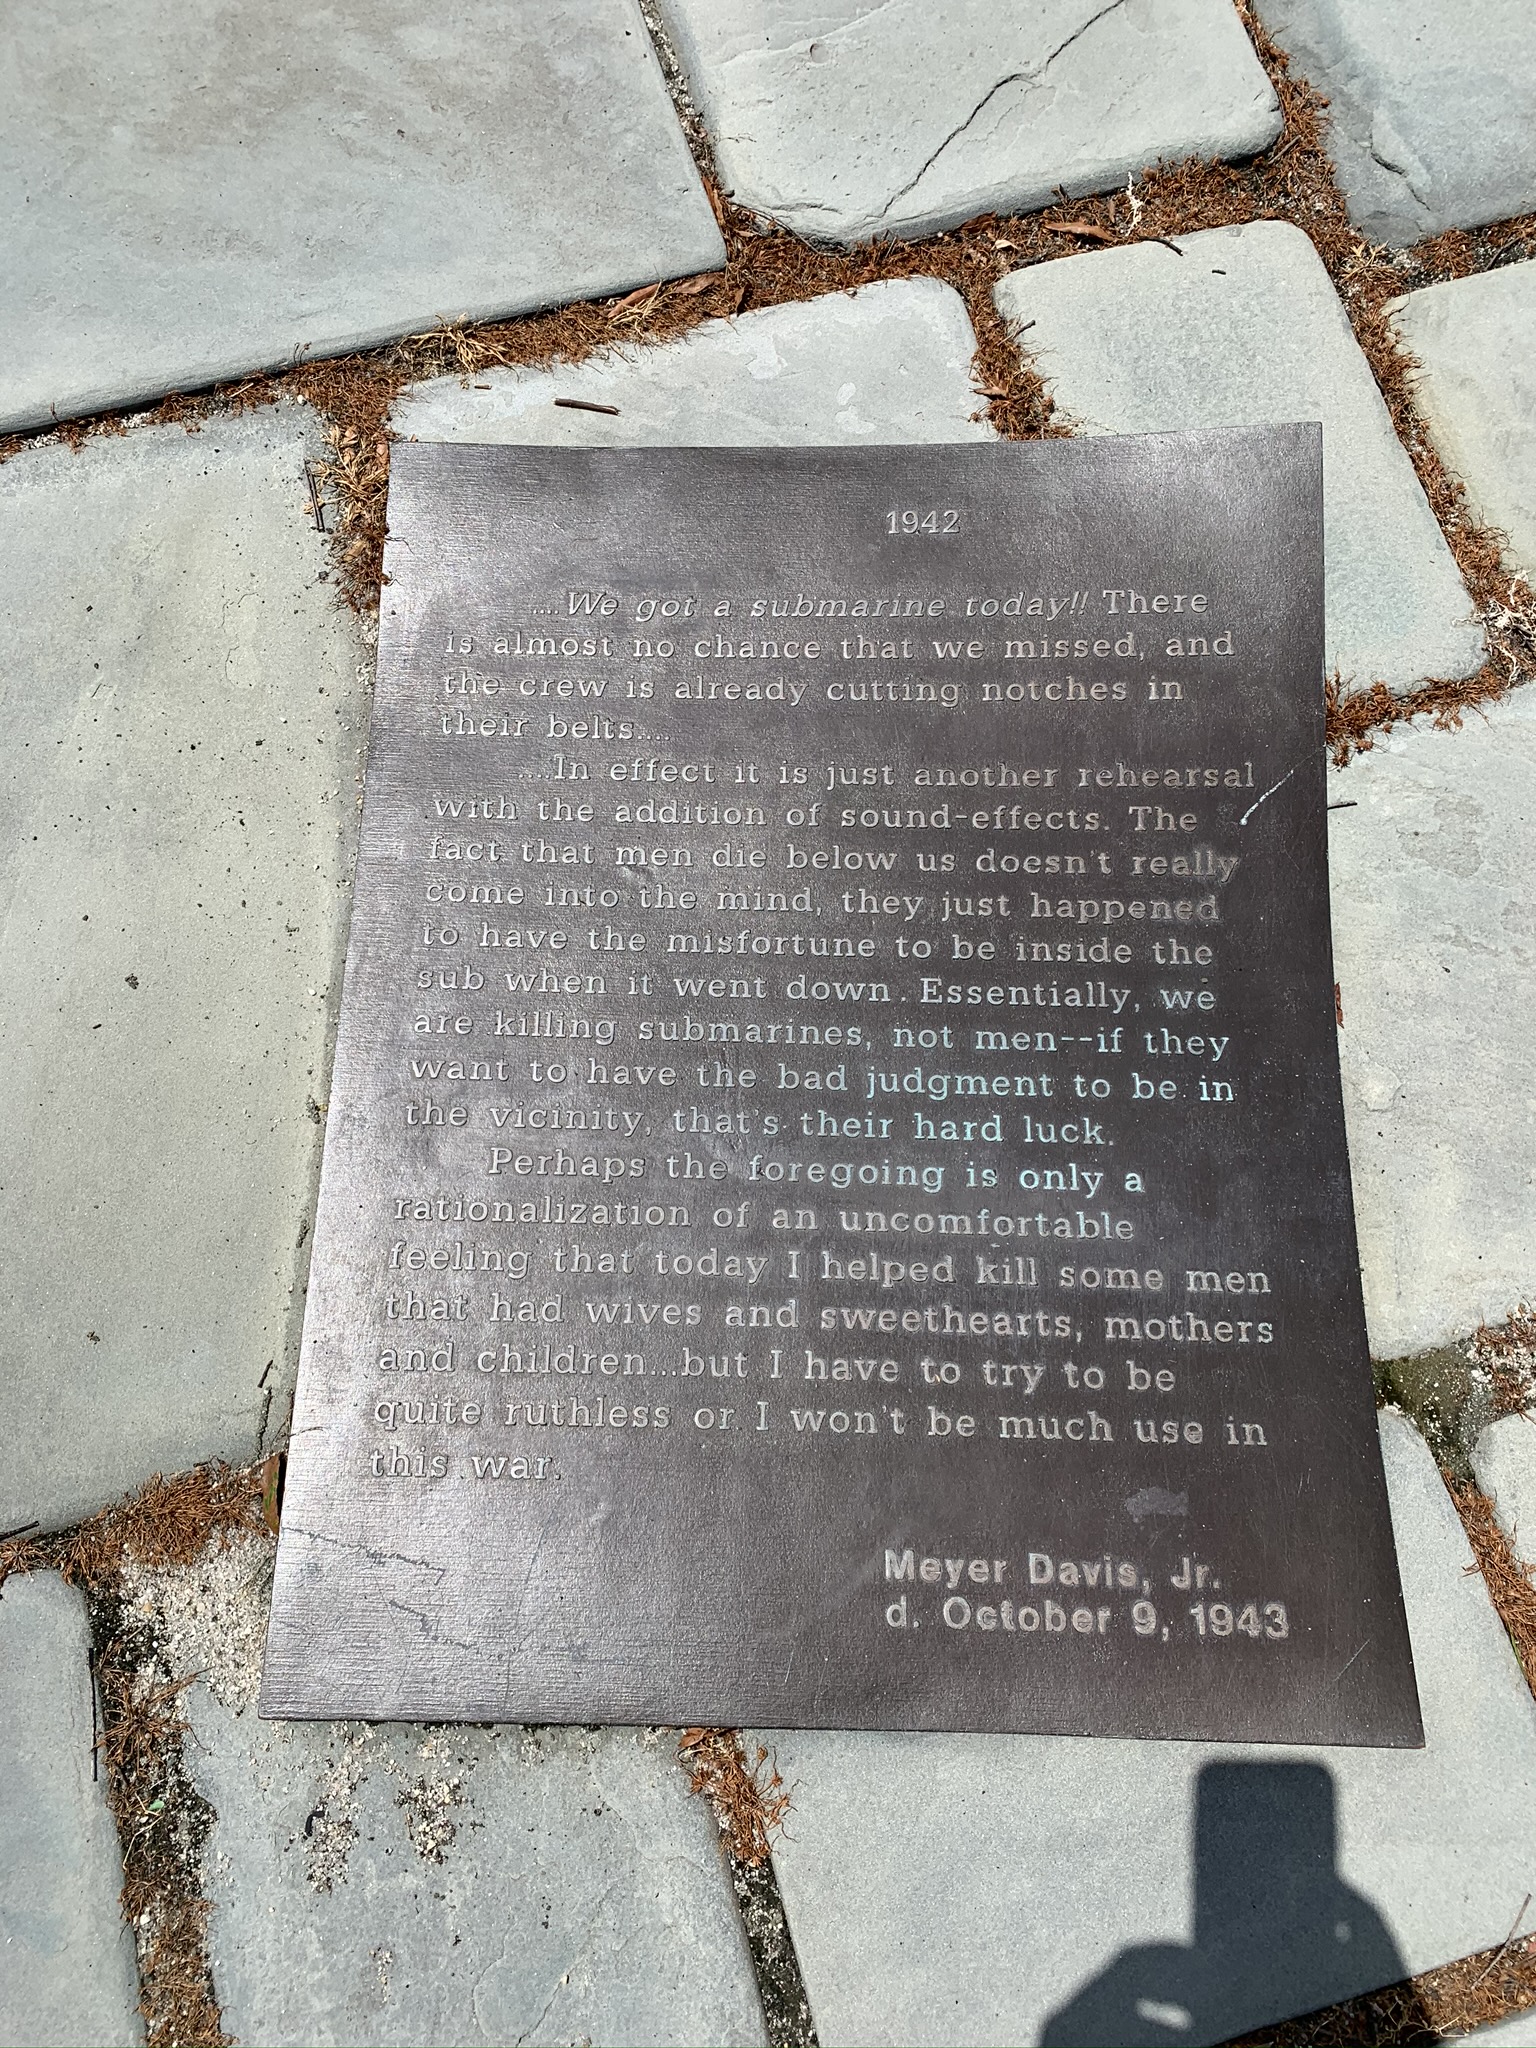 1942
....We got a submarine today!! There
is almost no chance that we missed, and
the crew is already cutting notches in
their belts....
....In effect it is just another rehearsal
with the addition of sound-effects. The
fact that men die below us doesn't really
come into the mind, they just happened
to have the misfortune to be inside the
sub when it went down. Essentially, we
are killing submarines, not men--if they
want to have the bad judgment to be in
the vicinity, that's their hard luck.
Perhaps the foregoing is only a
rationalization of an uncomfortable
feeling that today I helped kill some men
that had wives and sweethearts, mothers
and children...but I have to try to be
quite ruthless or I won't be much use in
this war.
Meyer Davis, Jr.
d. October 9, 1943